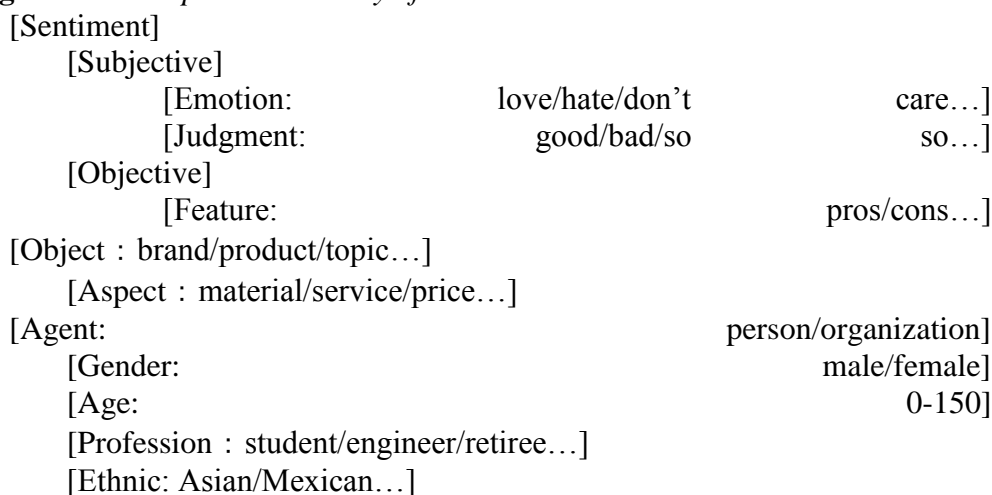 [Sentiment]
[Subjective]
[Emotion: love/hate/don’t care…]
[Judgment: good/bad/so so…]
[Objective]
[Feature: pros/cons…]
[Object : brand/product/topic…]
[Aspect : material/service/price…]
[Agent: person/organization]
[Gender: male/female]
[Age: 0-150]
[Profession : student/engineer/retiree…]
[Ethnic: Asian/Mexican…]